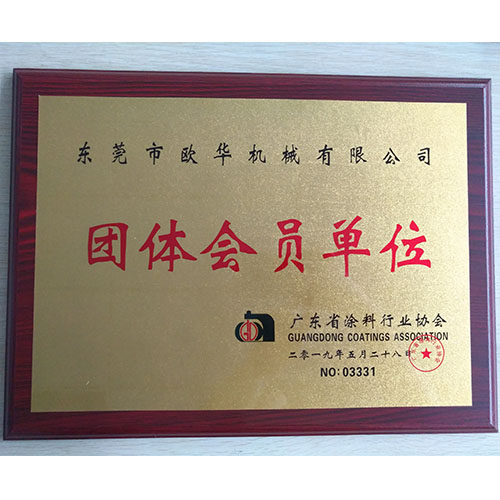 东莞市欧华机械有限公司
团体会员单位
广东省涂料行业协会
GUANGDONG COATINGS ASSOCIATION
二零一九年五月二十八日
NO:03331